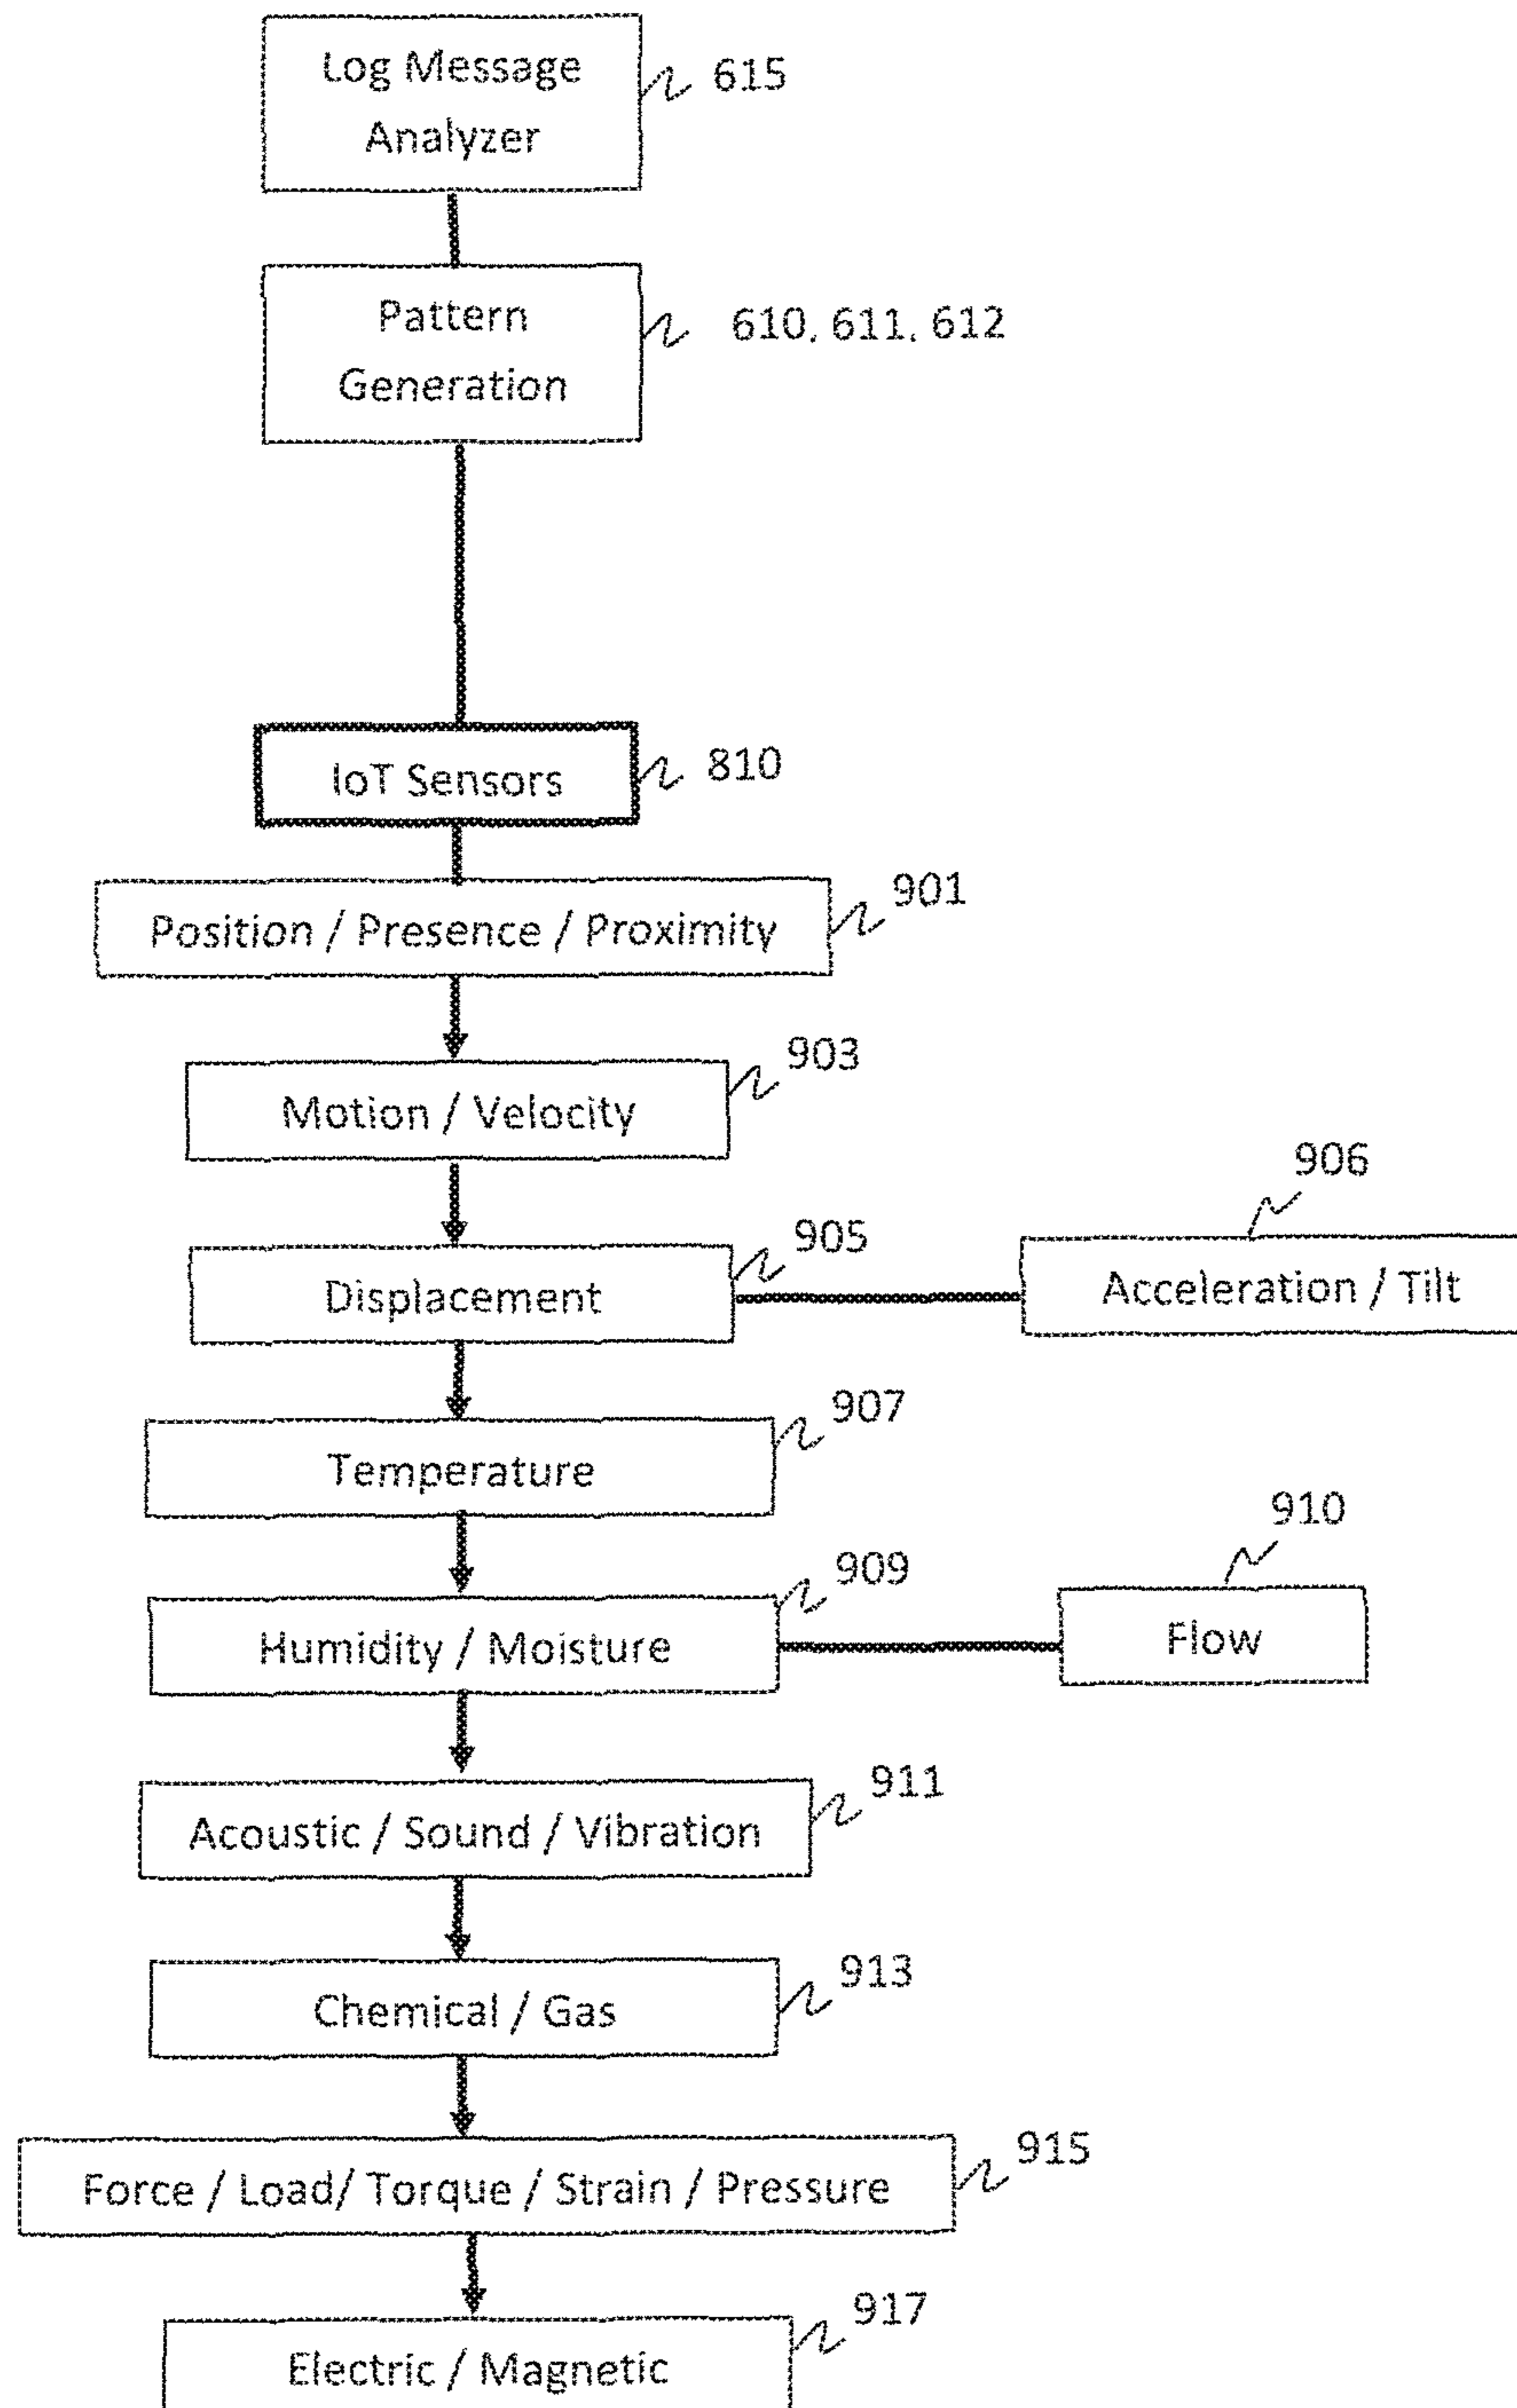 Log Message
Analyzer
615
Pattern
Generation
610, 611, 612
IoT Sensors
810
901
Position / Presence / Proximity
903
Motion / Velocity
906
905
Displacement
Acceleration / Tilt
907
Temperature
910
909
Humidity / Moisture
Flow
911
Acoustic / Sound / Vibration
913
Chemical / Gas
915
Force / Load/ Torque / Strain / Pressure
917
Electric / Magnetic